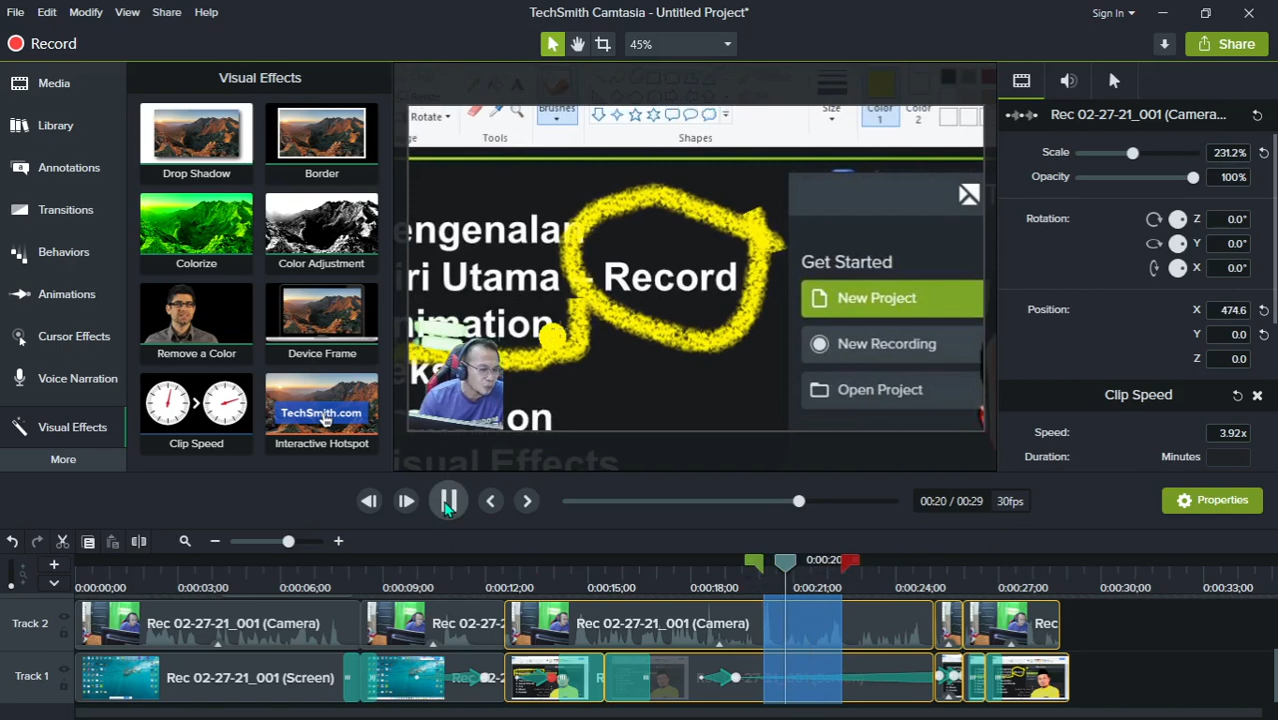 File Edit Modify View Share Help
TechSmith Camtasia - Untitled Project*
Sign In
Record
45%
Share
Media
Library
Annotations
Transitions
Behaviors
Animations
Cursor Effects
Voice Narration
Visual Effects
More
Visual Effects
Drop Shadow
Border
Colorize
Color Adjustment
Remove a Color
Device Frame
Clip Speed
TechSmith.com
Interactive Hotspot
Rotate
Brushes
Size
Color 1
Color 2
Tools
Shapes
engenalan
iri Utama - Record
nimation
eks
on
isual Effects
Get Started
New Project
New Recording
Open Project
Rec 02-27-21_001 (Camera...
Scale 231.2%
Opacity 100%
Rotation: Z 0.0°
Y 0.0°
X 0.0°
Position: X 474.6
Y 0.0
Z 0.0
Clip Speed
Speed: 3.92x
Duration: Minutes
00:20 / 00:29 30fps
Properties
0:00:20
0:00:00;00 0:00:03;00 0:00:06;00 0:00:09;00 0:00:12;00 0:00:15;00 0:00:18;00 0:00:21;00 0:00:24;00 0:00:27;00 0:00:30;00 0:00:33;00
Track 2
Rec 02-27-21_001 (Camera)
Rec 02-2
Rec 02-27-21_001 (Camera)
Rec
Track 1
Rec 02-27-21_001 (Screen)
Rec 02-27-21_001 (Screen)
R